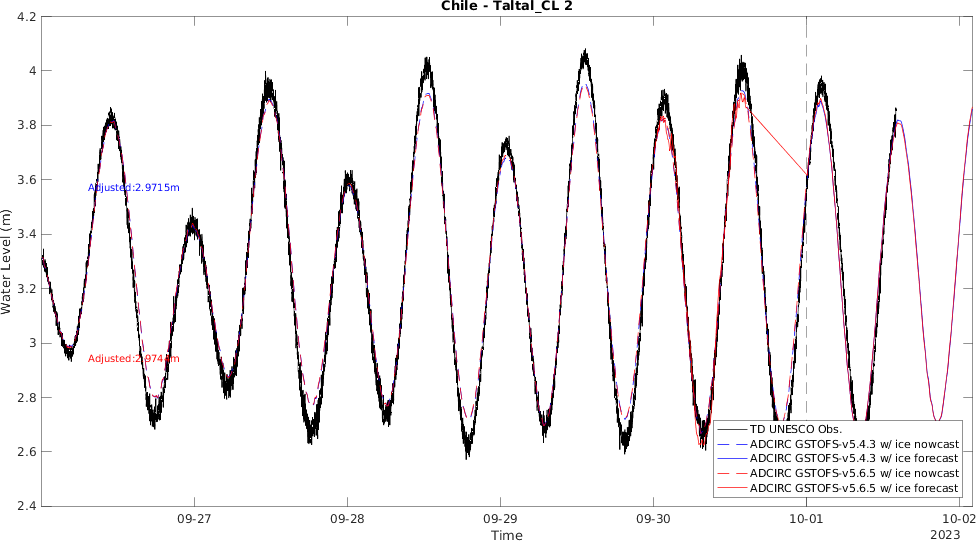 Chile - Taltal_CL 2
4.2
4
3.8
3.6
3.4
3.2
3
2.8
2.6
2.4
Water Level (m)
Adjusted:2.9715m
TD UNESCO Obs.
ADCIRC GSTOFS-v5.4.3 w/ ice nowcast
ADCIRC GSTOFS-v5.4.3 w/ ice forecast
ADCIRC GSTOFS-v5.6.5 w/ ice nowcast
ADCIRC GSTOFS-v5.6.5 w/ ice forecast
09-27
09-28
09-29
09-30
10-01
10-02
Time
2023